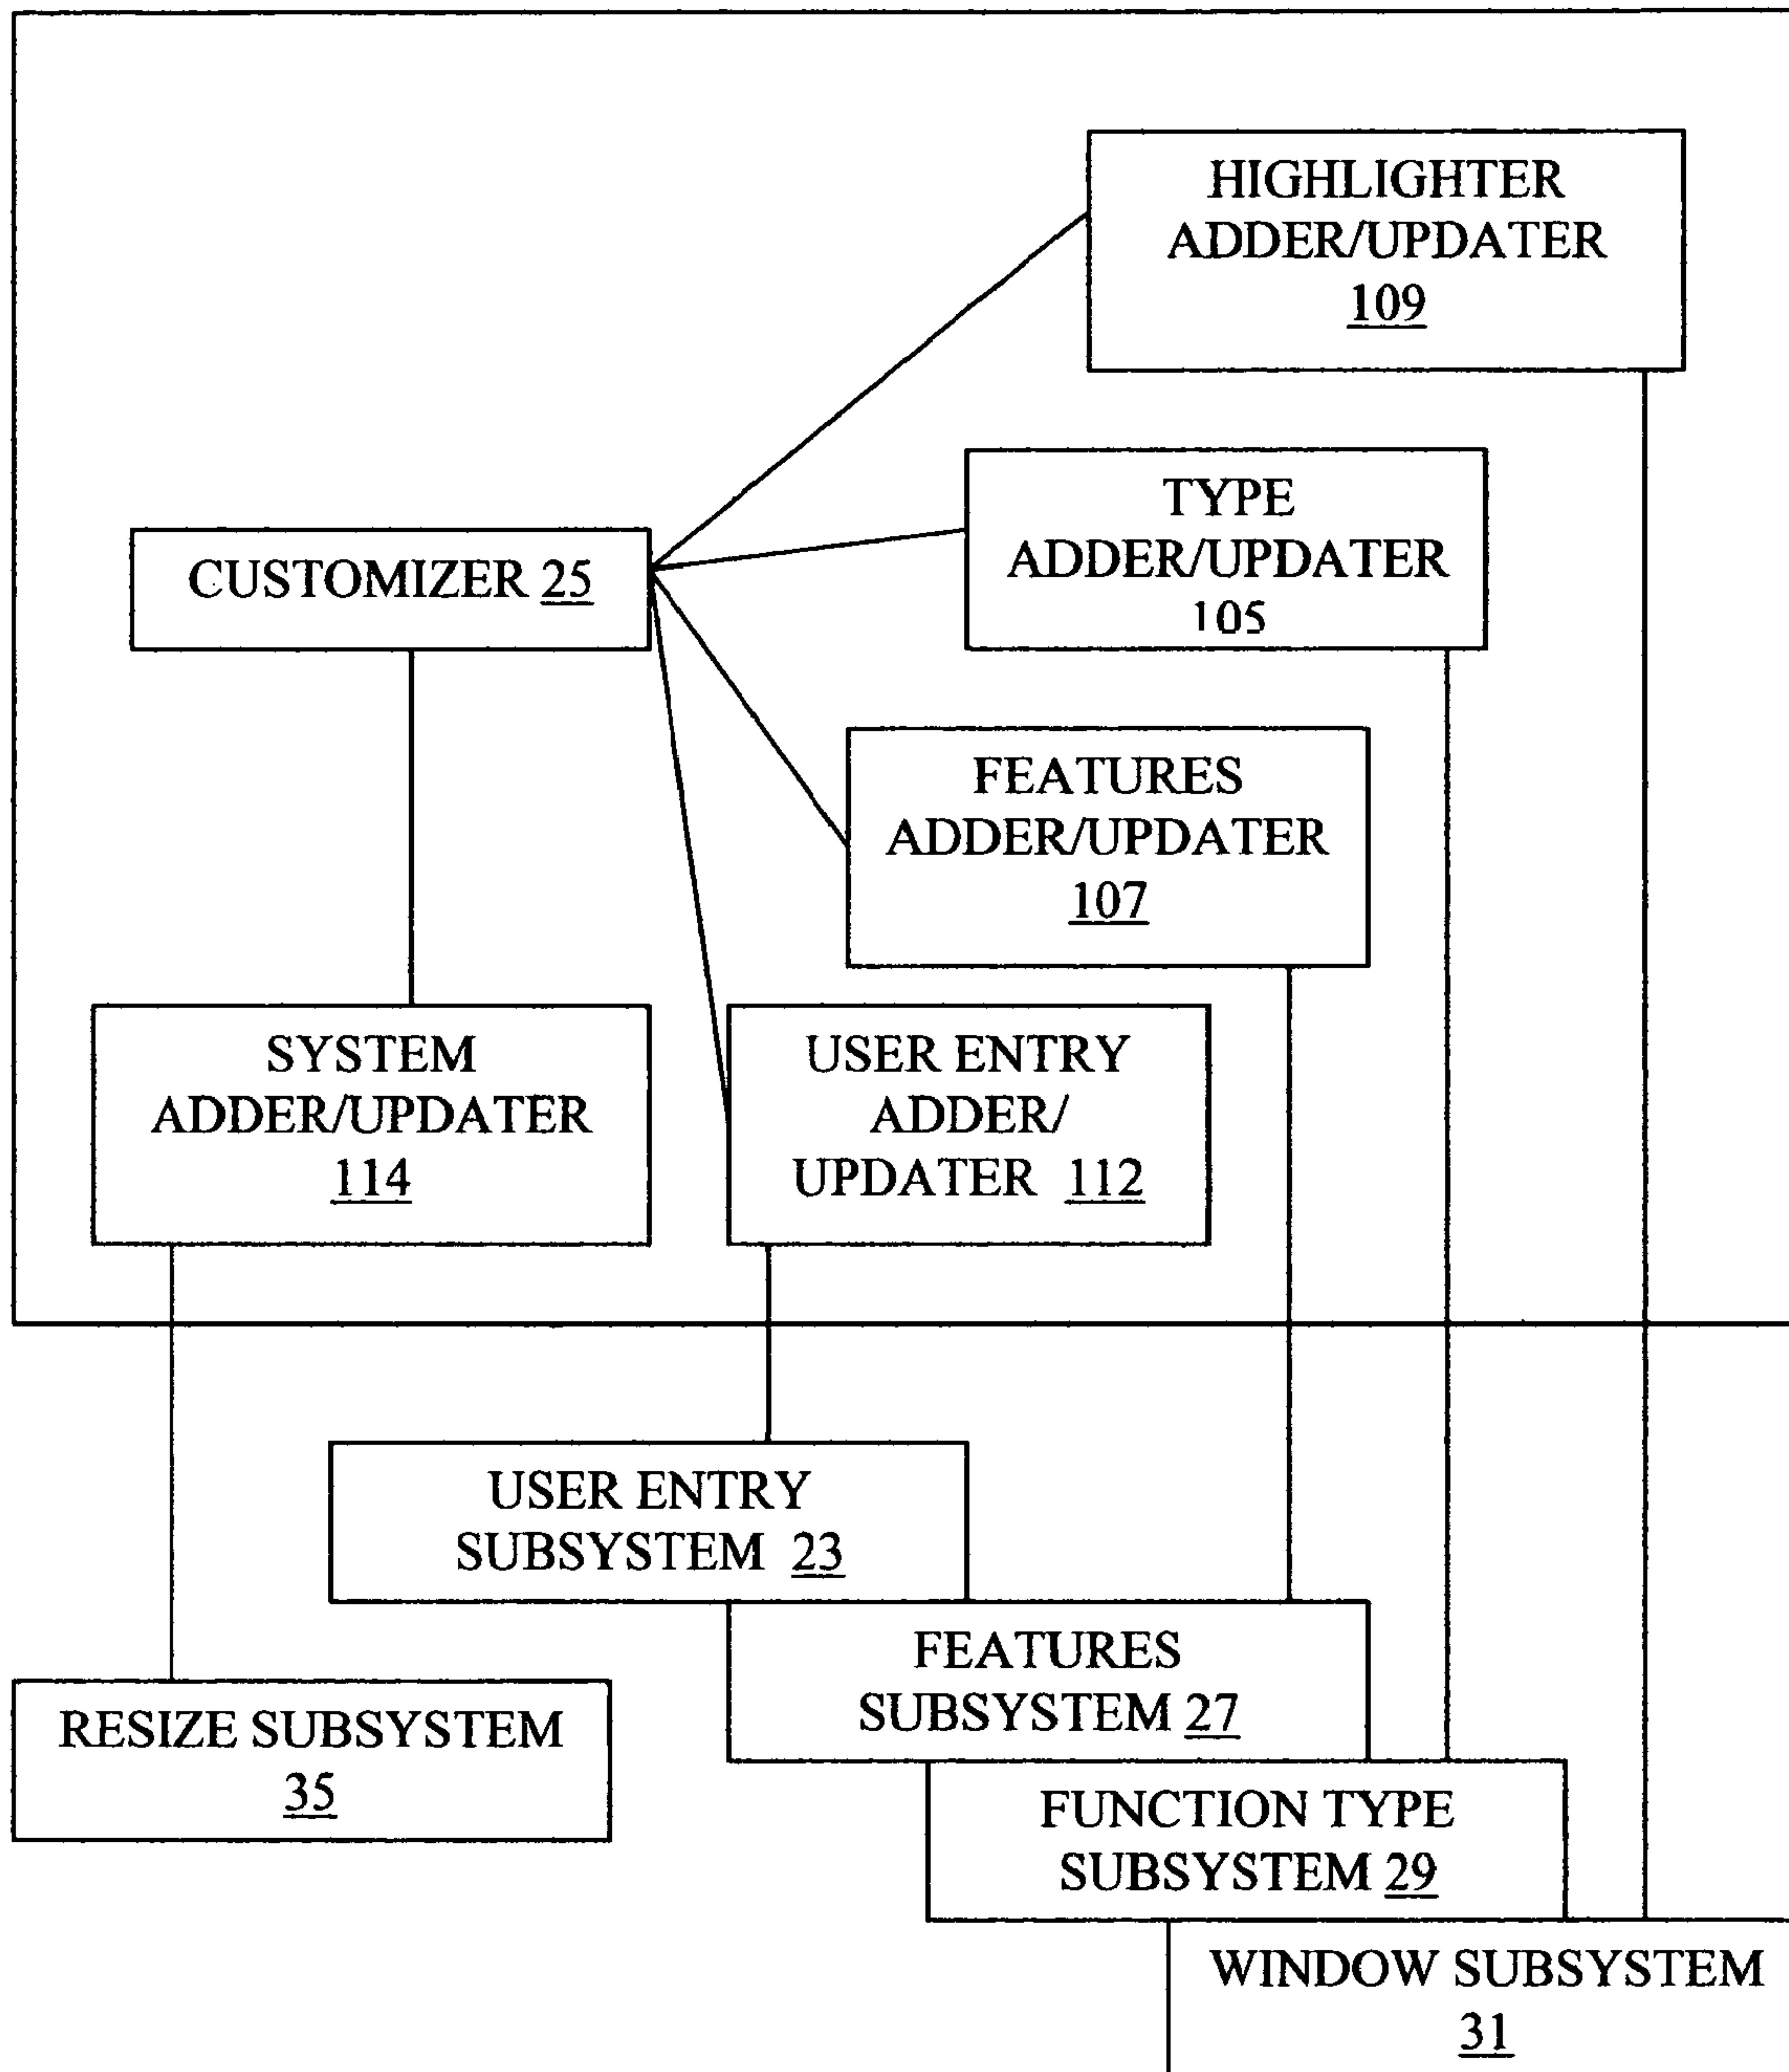 HIGHLIGHTER
ADDER/UPDATER
109
TYPE
ADDER/UPDATER
105
CUSTOMIZER 25
FEATURES
ADDER/UPDATER
107
SYSTEM
ADDER/UPDATER
114
USER ENTRY
ADDER/
UPDATER 112
USER ENTRY
SUBSYSTEM 23
FEATURES
SUBSYSTEM 27
RESIZE SUBSYSTEM
35
FUNCTION TYPE
SUBSYSTEM 29
WINDOW SUBSYSTEM
31